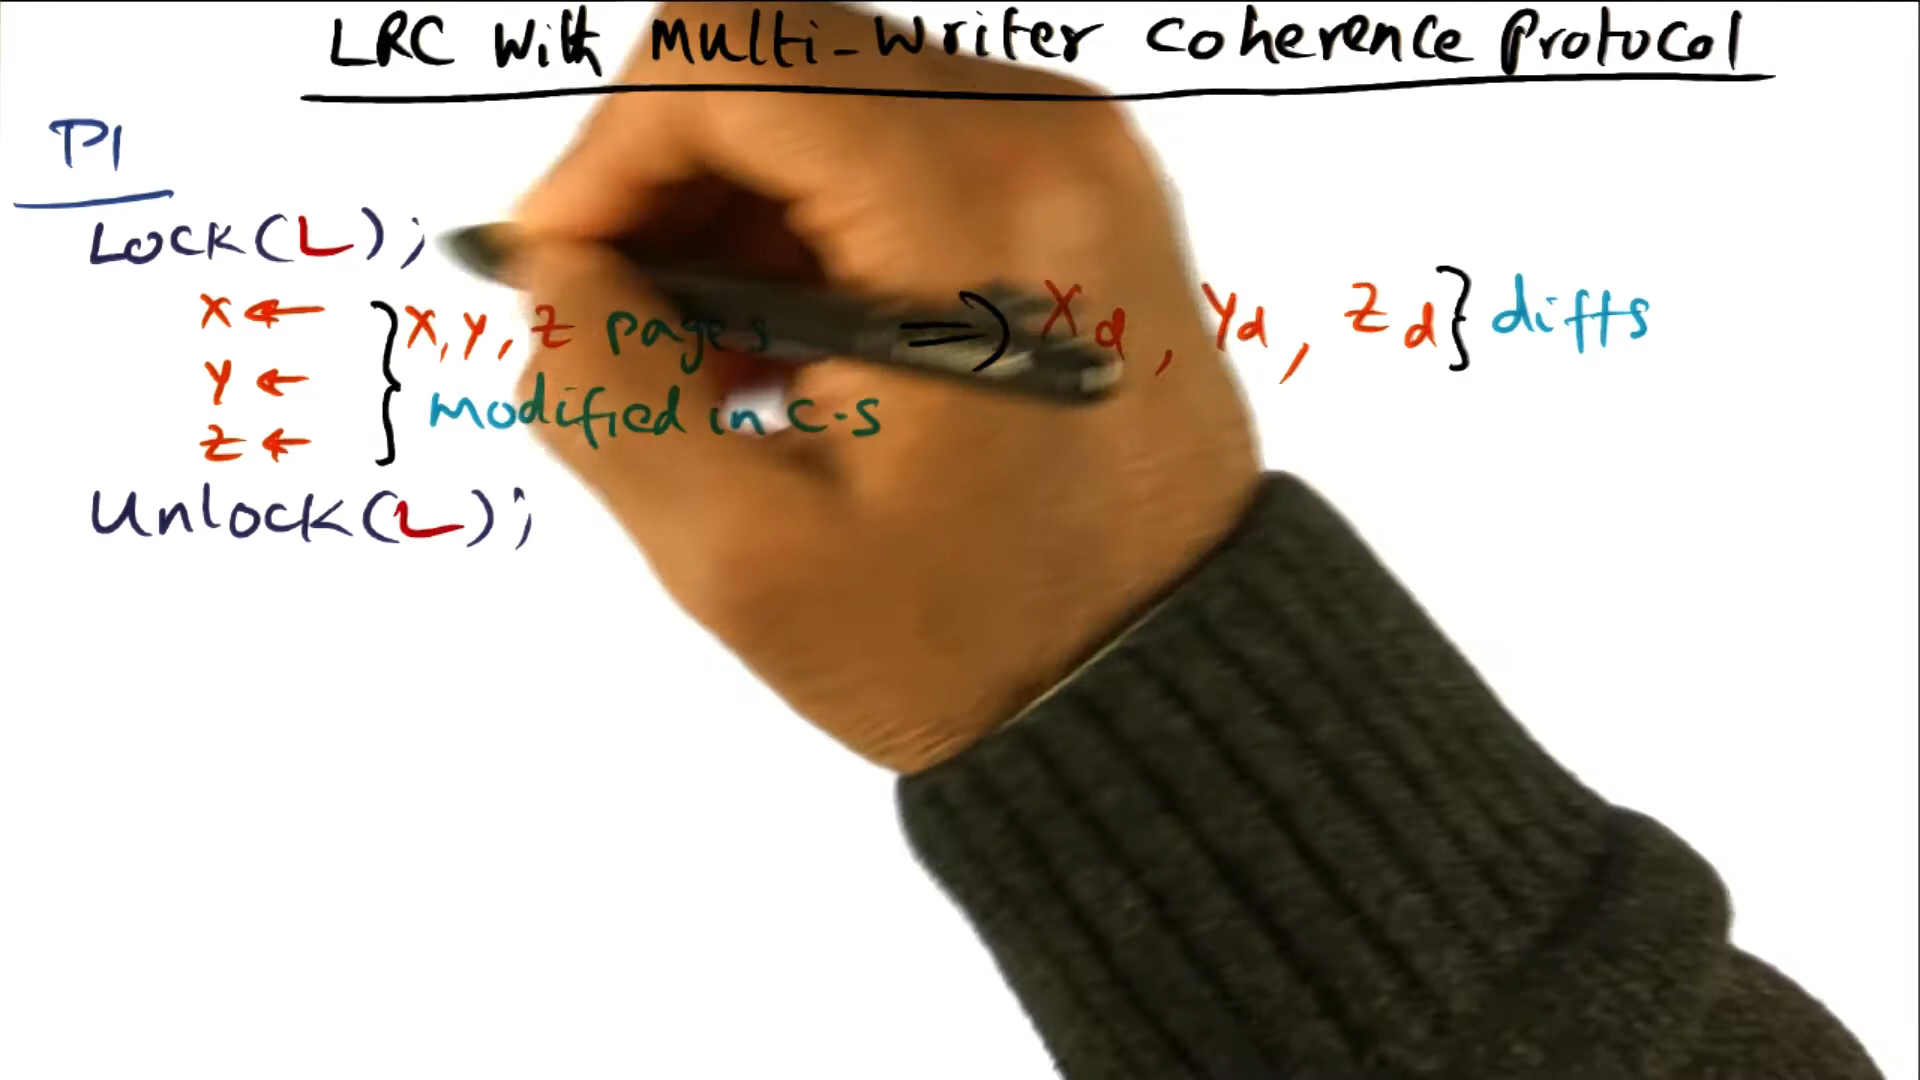 LRC with Multi-Writer Coherence Protocol
P1
Lock(L);
X ←
Y ←
Z ←
} X, Y, Z pages modified in C.S
⇒ Xd, Yd, Zd } diffs
Unlock(L);